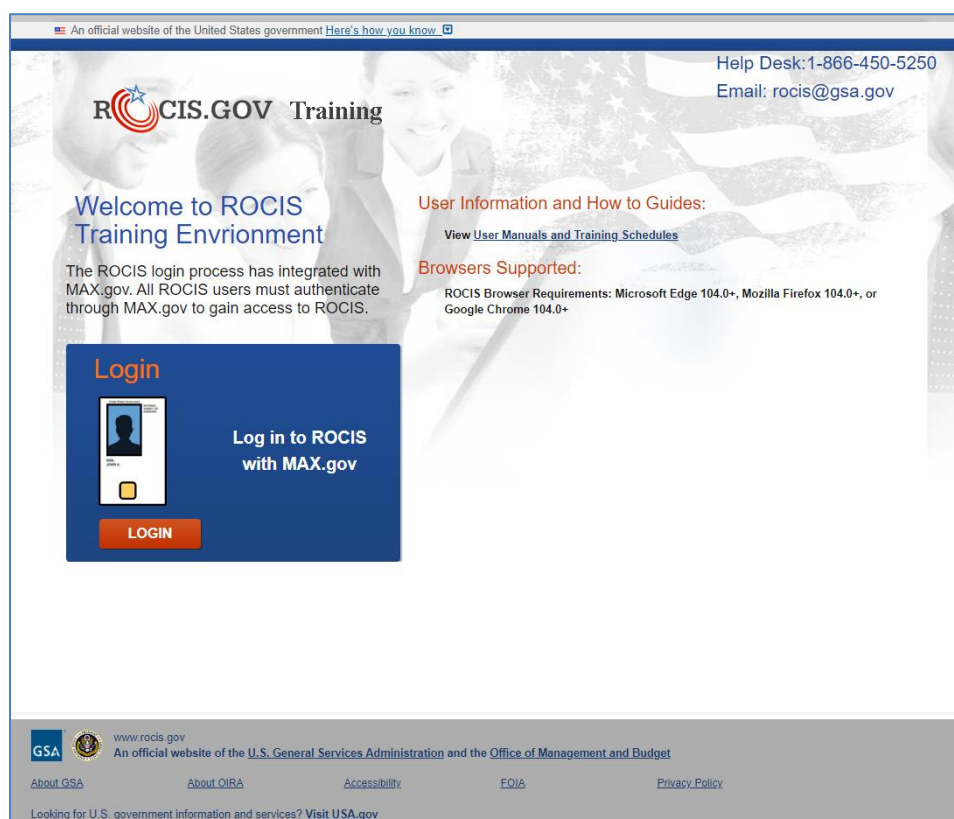 An official website of the United States government Here's how you know
Help Desk:1-866-450-5250
Email: rocis@gsa.gov
ROCIS.GOV Training
Welcome to ROCIS
Training Envrionment
The ROCIS login process has integrated with
MAX.gov. All ROCIS users must authenticate
through MAX.gov to gain access to ROCIS.
User Information and How to Guides:
View User Manuals and Training Schedules
Browsers Supported:
ROCIS Browser Requirements: Microsoft Edge 104.0+, Mozilla Firefox 104.0+, or
Google Chrome 104.0+
Login
Log in to ROCIS
with MAX.gov
LOGIN
GSA
www.rocis.gov
An official website of the U.S. General Services Administration and the Office of Management and Budget
About GSA About OIRA Accessibility FOIA Privacy Policy
Looking for U.S. government information and services? Visit USA.gov